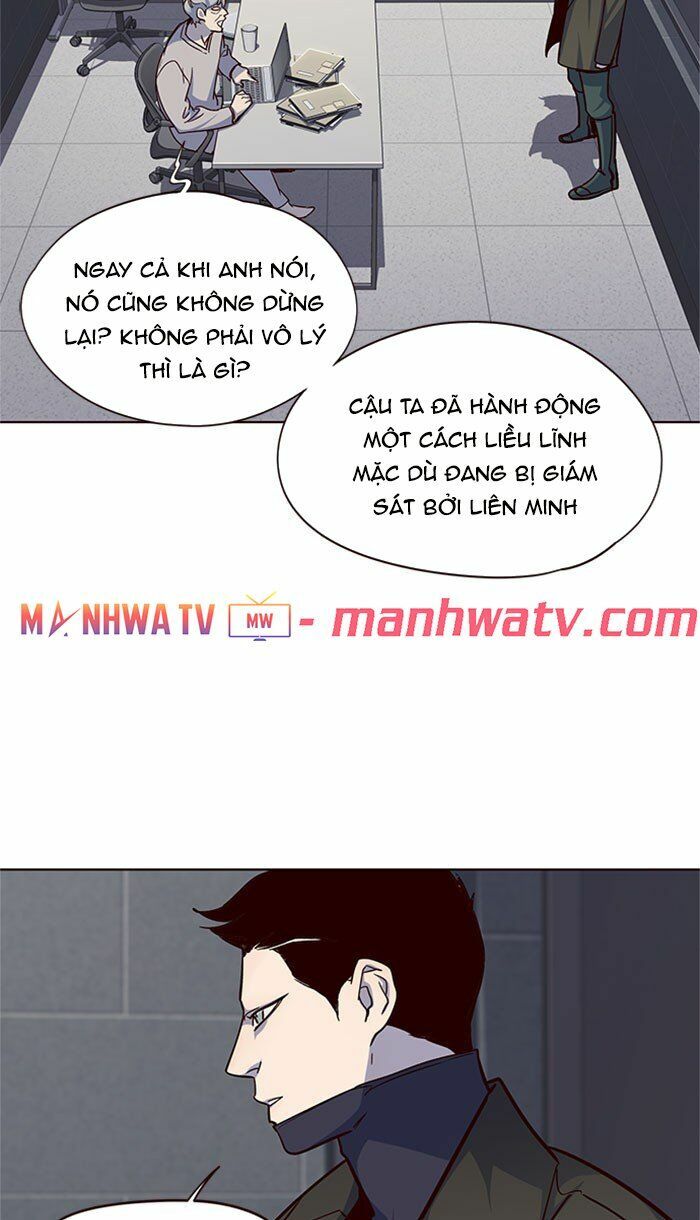 NGAY CẢ KHI ANH NÓI,
NÓ CŨNG KHÔNG DỪNG
LẠI? KHÔNG PHẢI VÔ LÝ
THÌ LÀ GÌ?
CẬU TA ĐÃ HÀNH ĐỘNG
MỘT CÁCH LIỀU LĨNH
MẶC DÙ ĐANG BỊ GIÁM
SÁT BỞI LIÊN MINH
MANHWA TV MW - manhwatv.com